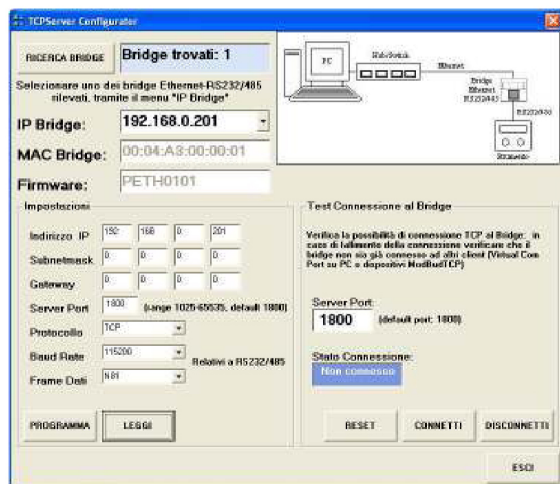 TCPServer Configurator
RICERCA BRIDGE
Bridge trovati: 1
Selezionare uno dei bridge Ethernet-RS232/485
rilevati, tramite il menu "IP Bridge"
IP Bridge:
192.168.0.201
MAC Bridge:
00:04:A3:00:00:01
Firmware:
PETH0101
PC
Hub/Switch
Ethernet
Bridge
Ethernet
RS232/485
RS232/485
Strumento
Impostazioni
Indirizzo IP 192 168 0 201
Subnetmask 0 0 0 0
Gateway 0 0 0 0
Server Port 1800 (range 1025-65535, default 1800)
Protocollo TCP
Baud Rate 115200
Relativi a RS232/485
Frame Dati N81
PROGRAMMA
LEGGI
Test Connessione al Bridge
Verifica la possibilità di connessione TCP al Bridge: in
caso di fallimento della connessione verificare che il
bridge non sia già connesso ad altri client (Virtual Com
Port su PC o dispositivi ModBusTCP)
Server Port:
1800 (default port: 1800)
Stato Connessione:
Non connesso
RESET
CONNETTI
DISCONNETTI
ESCI